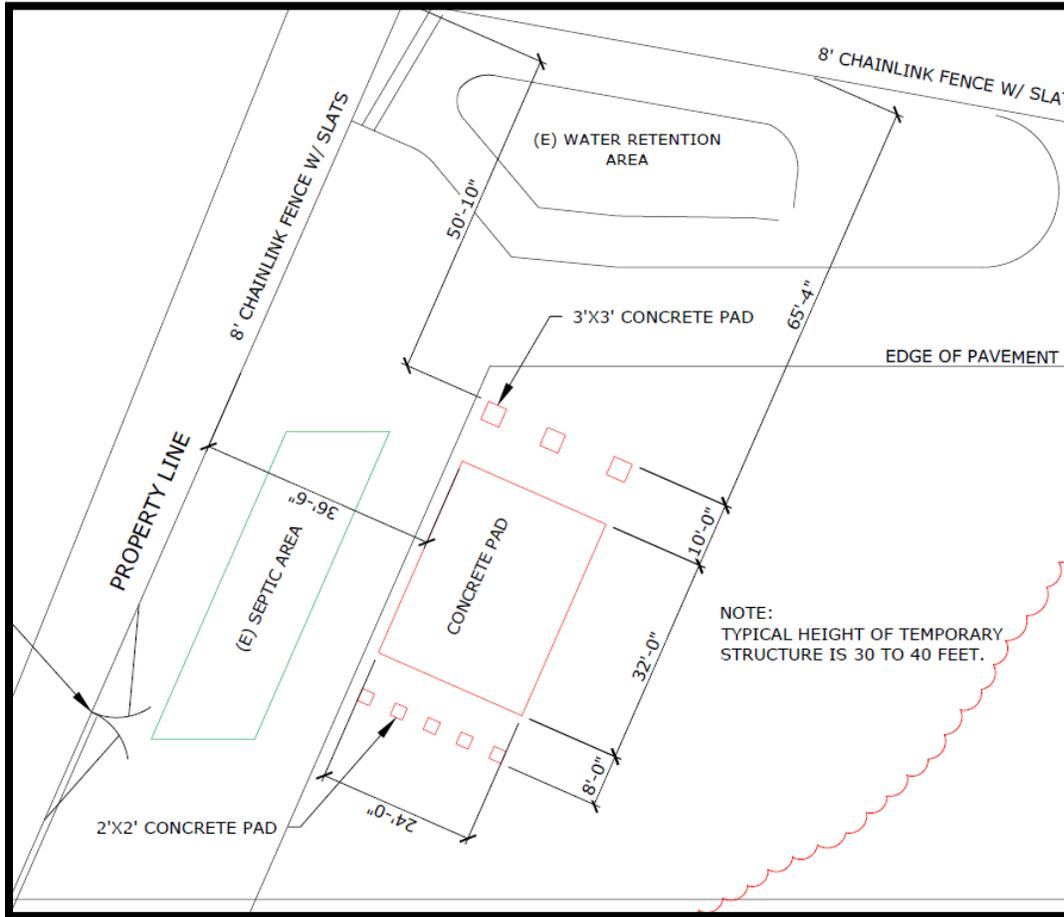 8' CHAINLINK FENCE W/ SLAT
(E) WATER RETENTION
AREA
8' CHAINLINK FENCE W/ SLATS
50'-10"
65'-4"
3'X3' CONCRETE PAD
EDGE OF PAVEMENT
PROPERTY LINE
36'-6"
(E) SEPTIC AREA
CONCRETE PAD
10'-0"
32'-0"
NOTE:
TYPICAL HEIGHT OF TEMPORARY
STRUCTURE IS 30 TO 40 FEET.
8'-0"
24'-0"
2'X2' CONCRETE PAD